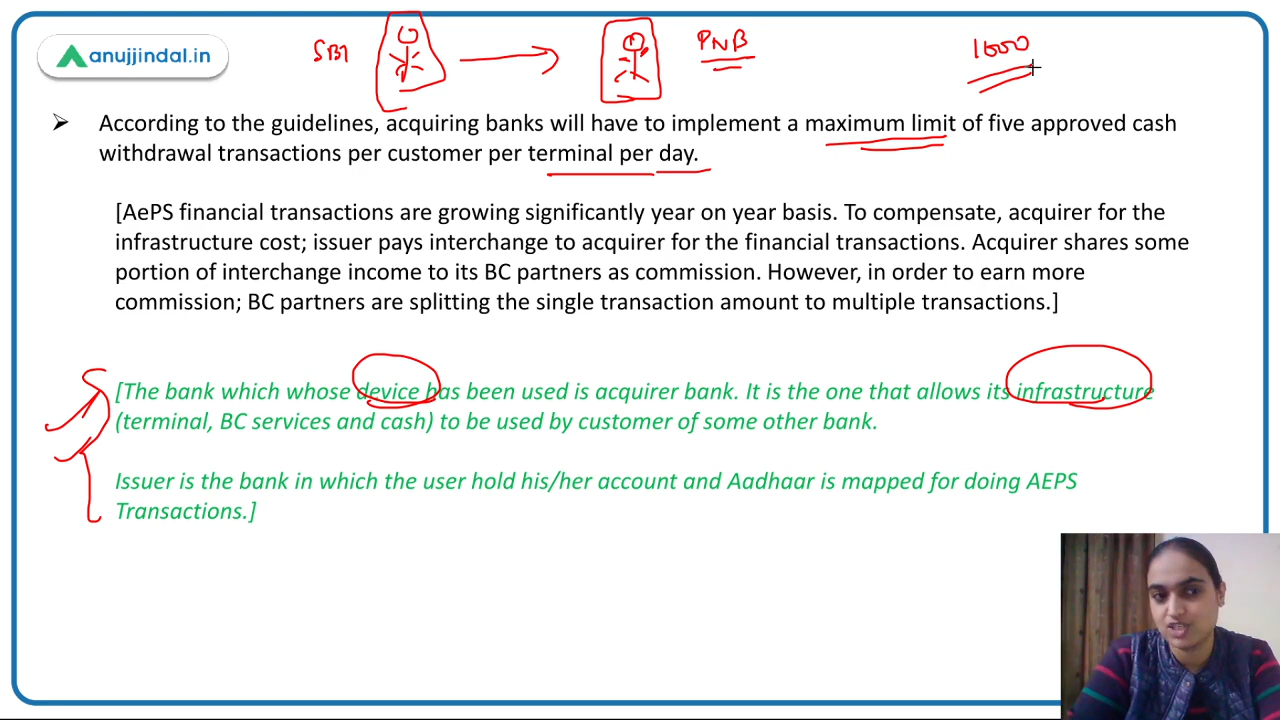 SBI
PNB
1000
anujjindal.in
➢ According to the guidelines, acquiring banks will have to implement a maximum limit of five approved cash
withdrawal transactions per customer per terminal per day.
[AePS financial transactions are growing significantly year on year basis. To compensate, acquirer for the
infrastructure cost; issuer pays interchange to acquirer for the financial transactions. Acquirer shares some
portion of interchange income to its BC partners as commission. However, in order to earn more
commission; BC partners are splitting the single transaction amount to multiple transactions.]
[The bank which whose device has been used is acquirer bank. It is the one that allows its infrastructure
(terminal, BC services and cash) to be used by customer of some other bank.
Issuer is the bank in which the user hold his/her account and Aadhaar is mapped for doing AEPS
Transactions.]